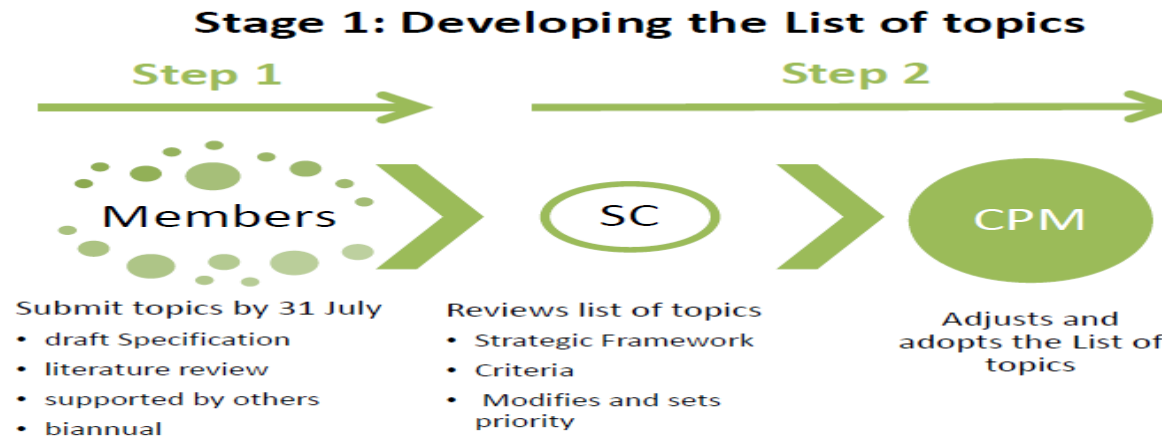 Stage 1: Developing the List of topics
Step 1
Step 2
Members
SC
CPM
Submit topics by 31 July
• draft Specification
• literature review
• supported by others
• biannual
Reviews list of topics
• Strategic Framework
• Criteria
• Modifies and sets
priority
Adjusts and
adopts the List of
topics